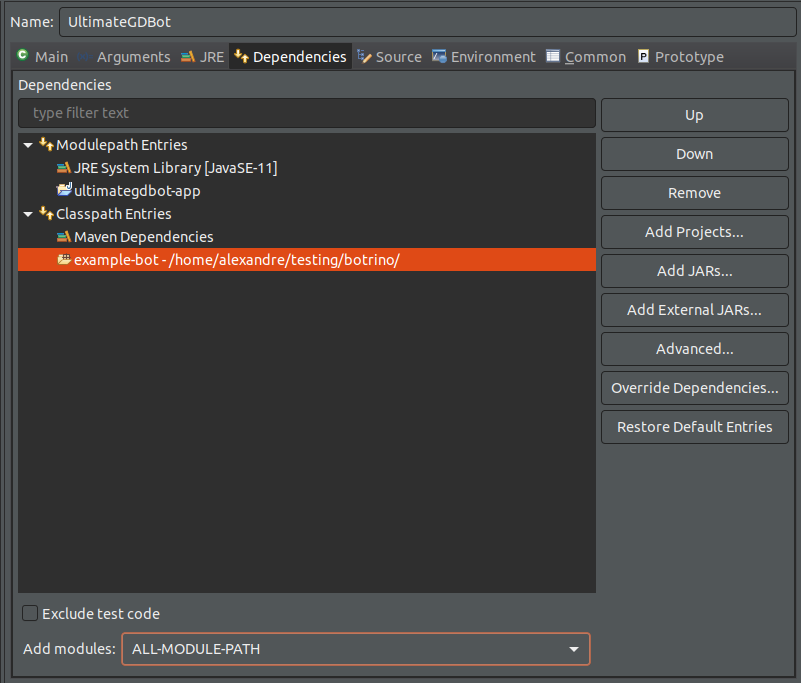 Name: UltimateGDBot
Main Arguments JRE Dependencies Source Environment Common Prototype
Dependencies
type filter text
Modulepath Entries
JRE System Library [JavaSE-11]
ultimategdbot-app
Classpath Entries
Maven Dependencies
example-bot - /home/alexandre/testing/botrino/
Up
Down
Remove
Add Projects...
Add JARs...
Add External JARs...
Advanced...
Override Dependencies...
Restore Default Entries
Exclude test code
Add modules: ALL-MODULE-PATH